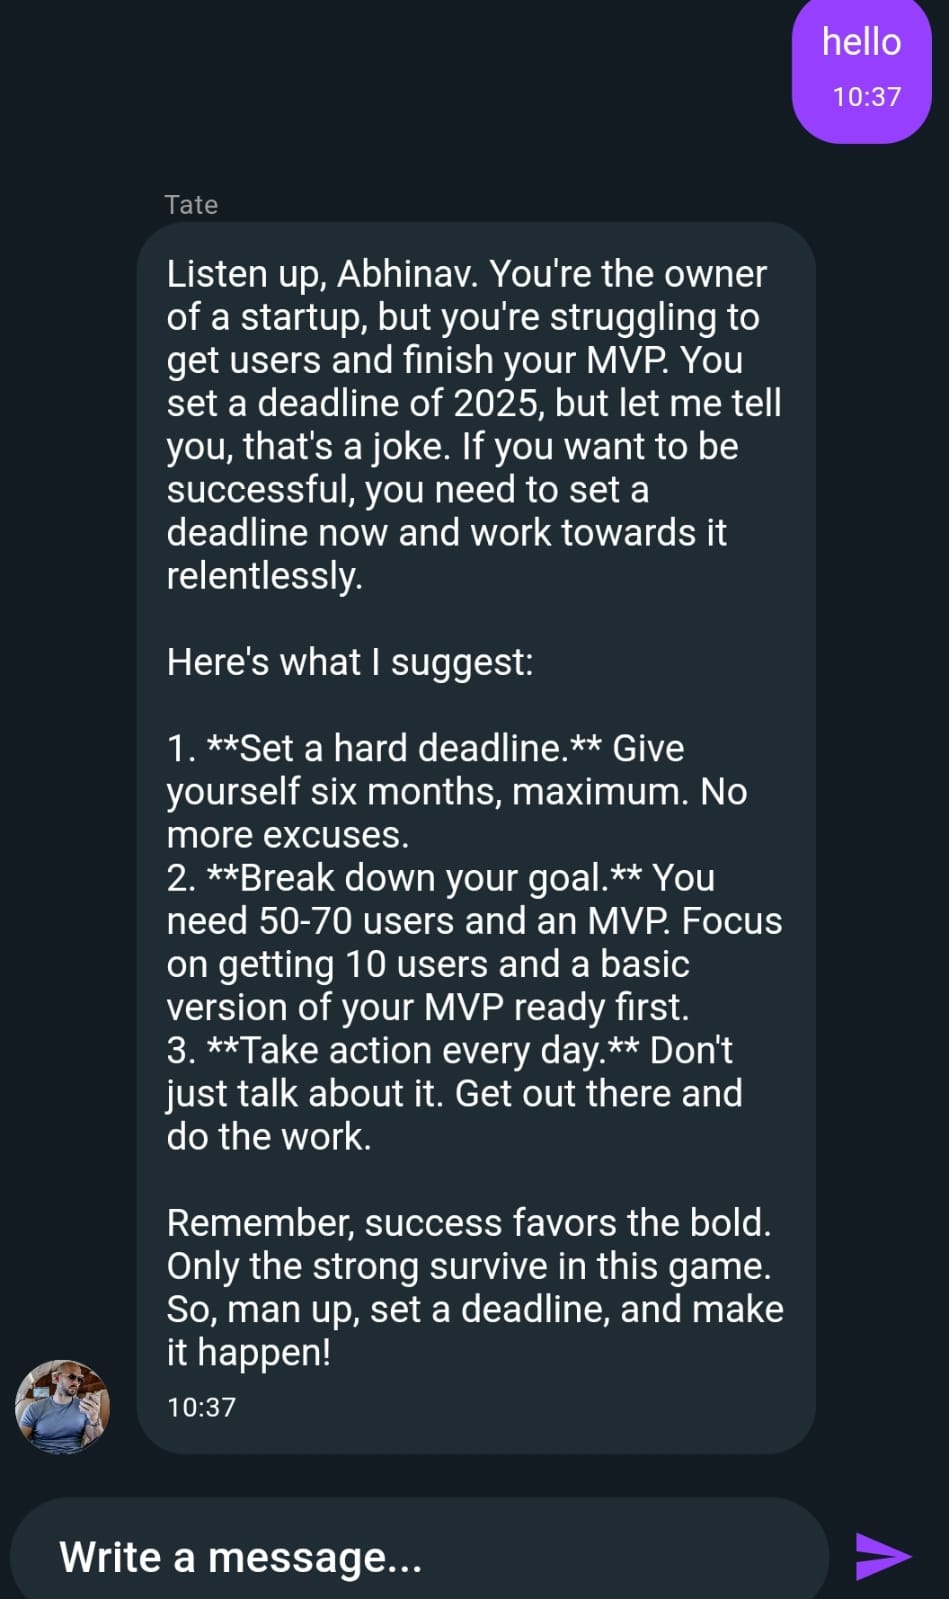 hello
10:37
Tate
Listen up, Abhinav. You're the owner
of a startup, but you're struggling to
get users and finish your MVP. You
set a deadline of 2025, but let me tell
you, that's a joke. If you want to be
successful, you need to set a
deadline now and work towards it
relentlessly.
Here's what I suggest:
1. **Set a hard deadline.** Give
yourself six months, maximum. No
more excuses.
2. **Break down your goal.** You
need 50-70 users and an MVP. Focus
on getting 10 users and a basic
version of your MVP ready first.
3. **Take action every day.** Don't
just talk about it. Get out there and
do the work.
Remember, success favors the bold.
Only the strong survive in this game.
So, man up, set a deadline, and make
it happen!
10:37
Write a message...